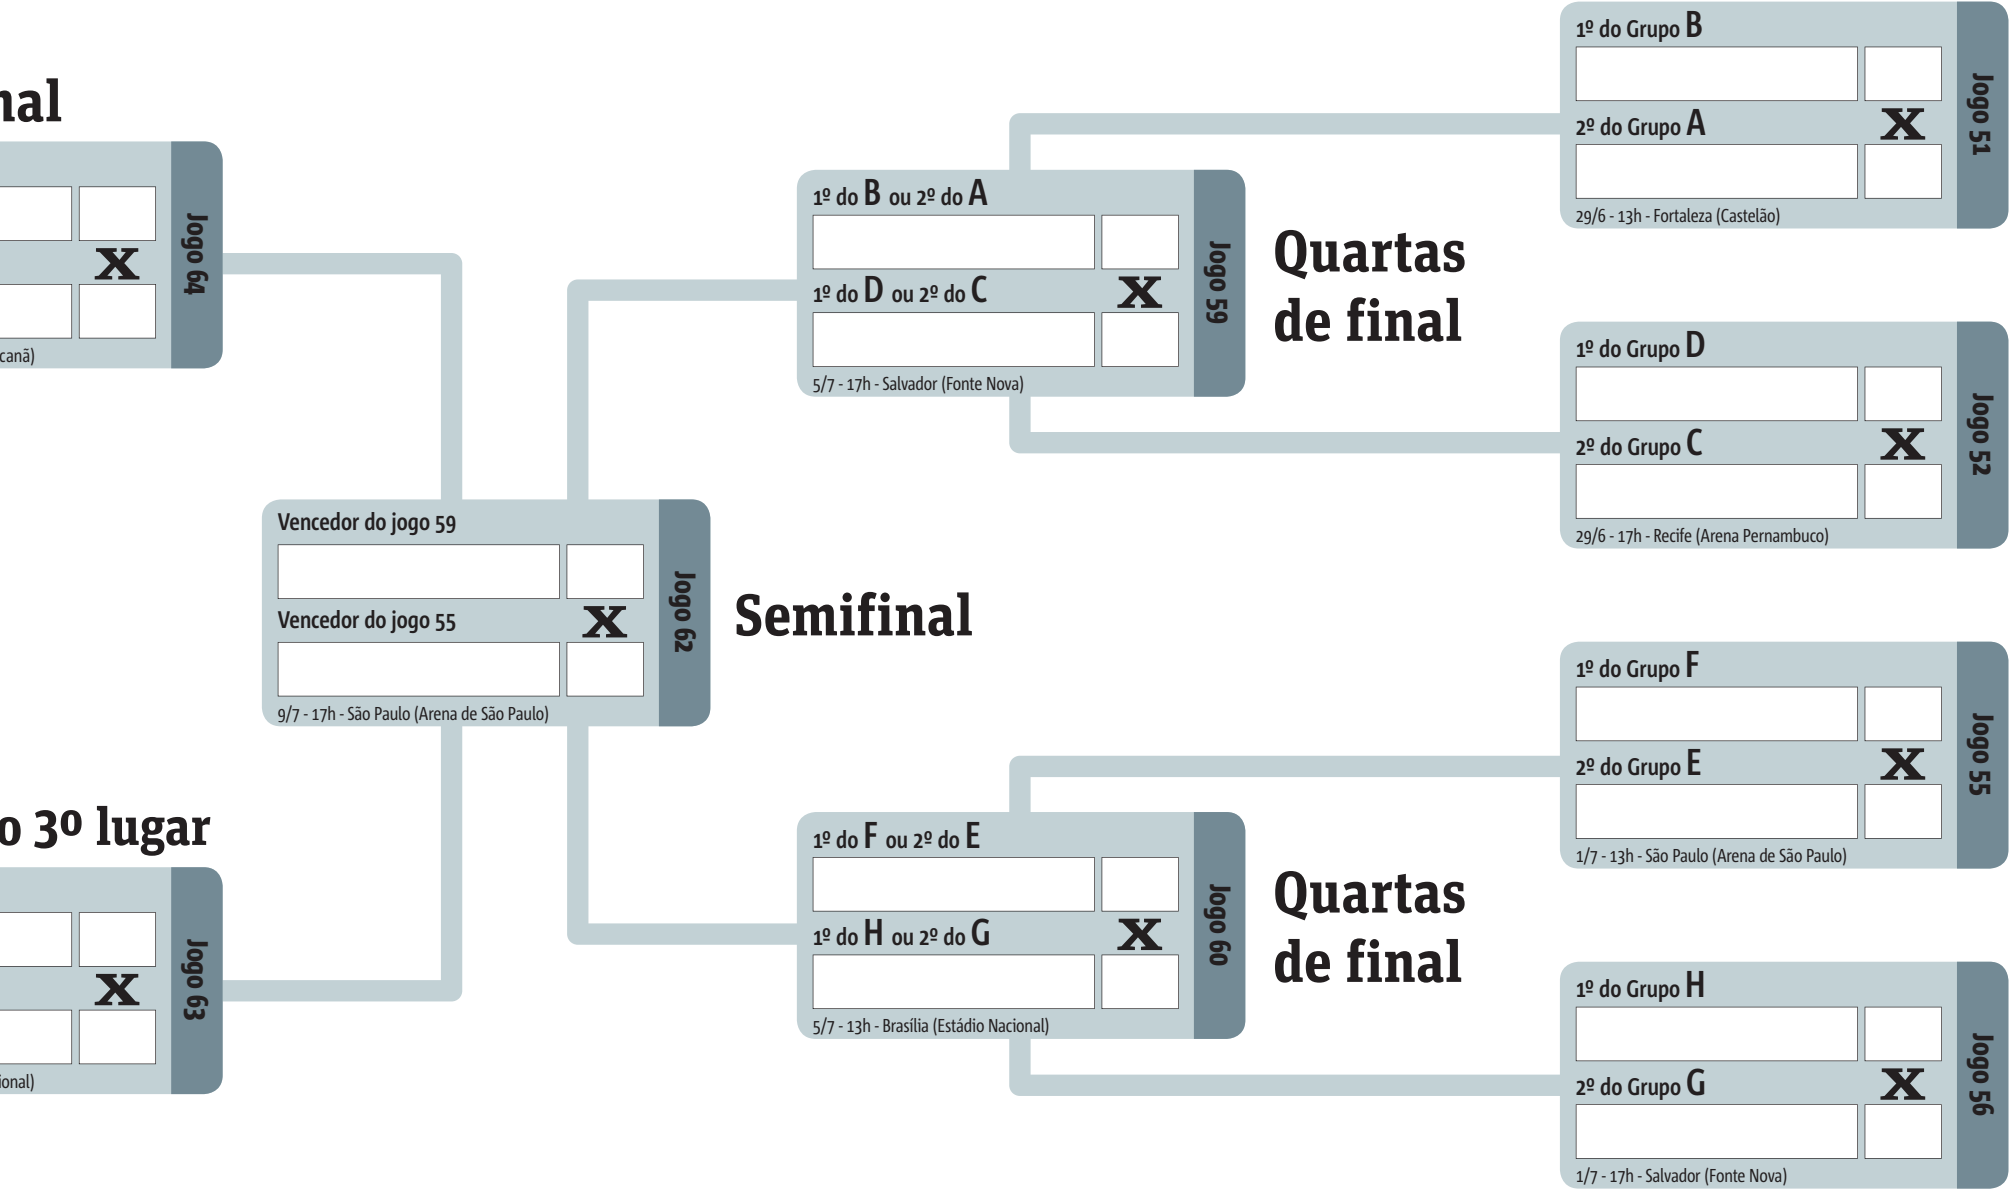 nal
Jogo 64
X
canã)
o 3º lugar
Jogo 63
X
ional)
Vencedor do jogo 59
X
Vencedor do jogo 55
9/7 - 17h - São Paulo (Arena de São Paulo)
Jogo 62
Semifinal
1º do B ou 2º do A
X
1º do D ou 2º do C
5/7 - 17h - Salvador (Fonte Nova)
Jogo 59
Quartas
de final
1º do F ou 2º do E
X
1º do H ou 2º do G
5/7 - 13h - Brasília (Estádio Nacional)
Jogo 60
Quartas
de final
1º do Grupo B
X
2º do Grupo A
29/6 - 13h - Fortaleza (Castelão)
Jogo 51
1º do Grupo D
X
2º do Grupo C
29/6 - 17h - Recife (Arena Pernambuco)
Jogo 52
1º do Grupo F
X
2º do Grupo E
1/7 - 13h - São Paulo (Arena de São Paulo)
Jogo 55
1º do Grupo H
X
2º do Grupo G
1/7 - 17h - Salvador (Fonte Nova)
Jogo 56